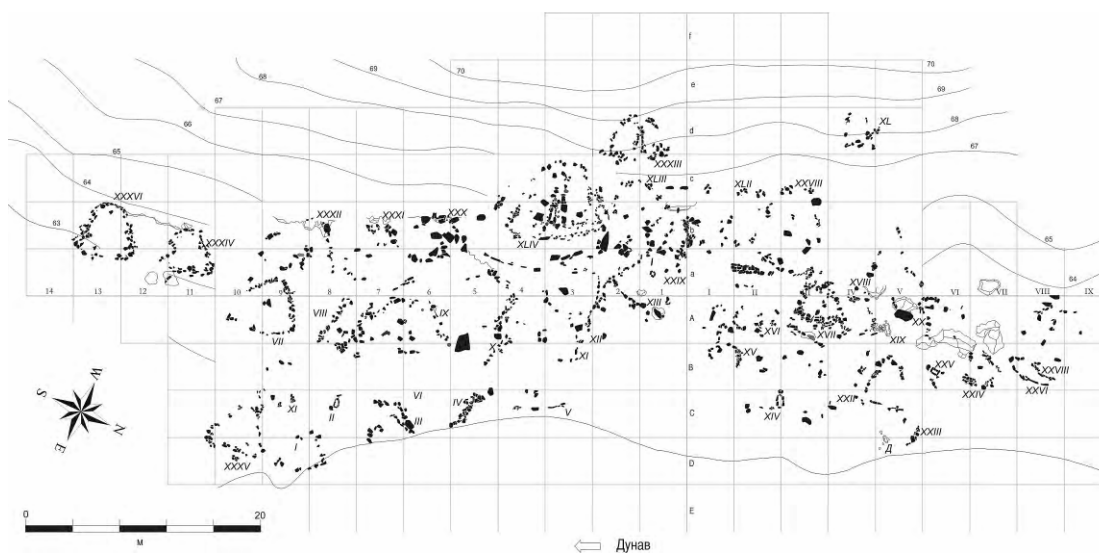 f
70
69
68
70
e
69
67
XL
68
66
d
67
XXXIII
65
XLIII
c
XLII
XXVIII
64
XXXVI
63
XXXII
XXXI
XXX
XXXIV
XLIV
b
65
XXIX
a
64
14 13 12 11 10 9 8 7 6 5 4 3 2 1 I II III IV V VI VII VIII IX
XVIII
XIII
VIII
IX
A
XX
XVI
XVII
XIX
VII
X
XII
XI
XV
B
XXV
Д
XXIV
XXVIII
XXVI
XI
б
II
VI
IV
III
V
C
XIV
XXII
XXIII
I
Д
XXXV
D
E
W
S
N
E
0 20
М
Дунав